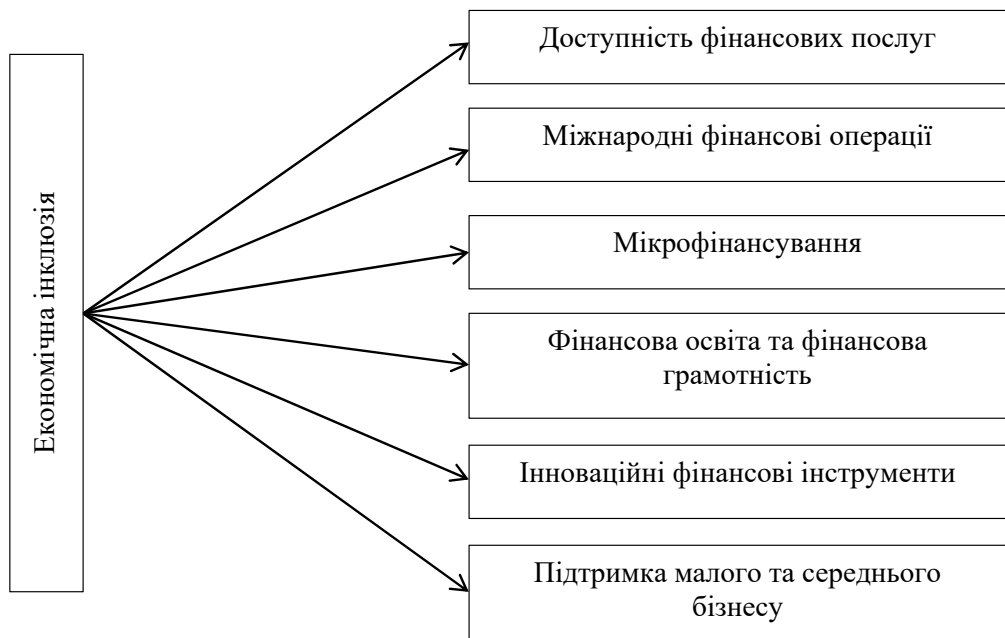 Економічна інклюзія
Доступність фінансових послуг
Міжнародні фінансові операції
Мікрофінансування
Фінансова освіта та фінансова
грамотність
Інноваційні фінансові інструменти
Підтримка малого та середнього
бізнесу